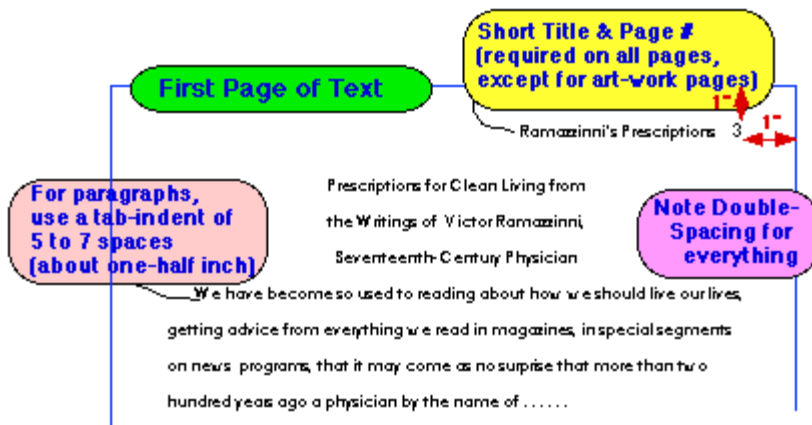 Short Title & Page #
(required on all pages,
except for art-work pages)
First Page of Text
1"
Ramazzinni's Prescriptions 3
1"
For paragraphs,
use a tab-indent of
5 to 7 spaces
(about one-half inch)
Prescriptions for Clean Living from
the Writings of Victor Ramazzinni,
Seventeenth-Century Physician
Note Double-
Spacing for
everything
We have become so used to reading about how we should live our lives,
getting advice from everything we read in magazines, in special segments
on news programs, that it may come as no surprise that more than two
hundred years ago a physician by the name of ......